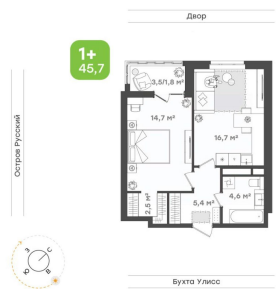 Двор
1+
45,7
3,5/1,8 м²
14,7 м²
16,7 м²
Остров Русский
2,5 м²
5,4 м²
4,6 м²
З
С
Ю
В
Бухта Улисс